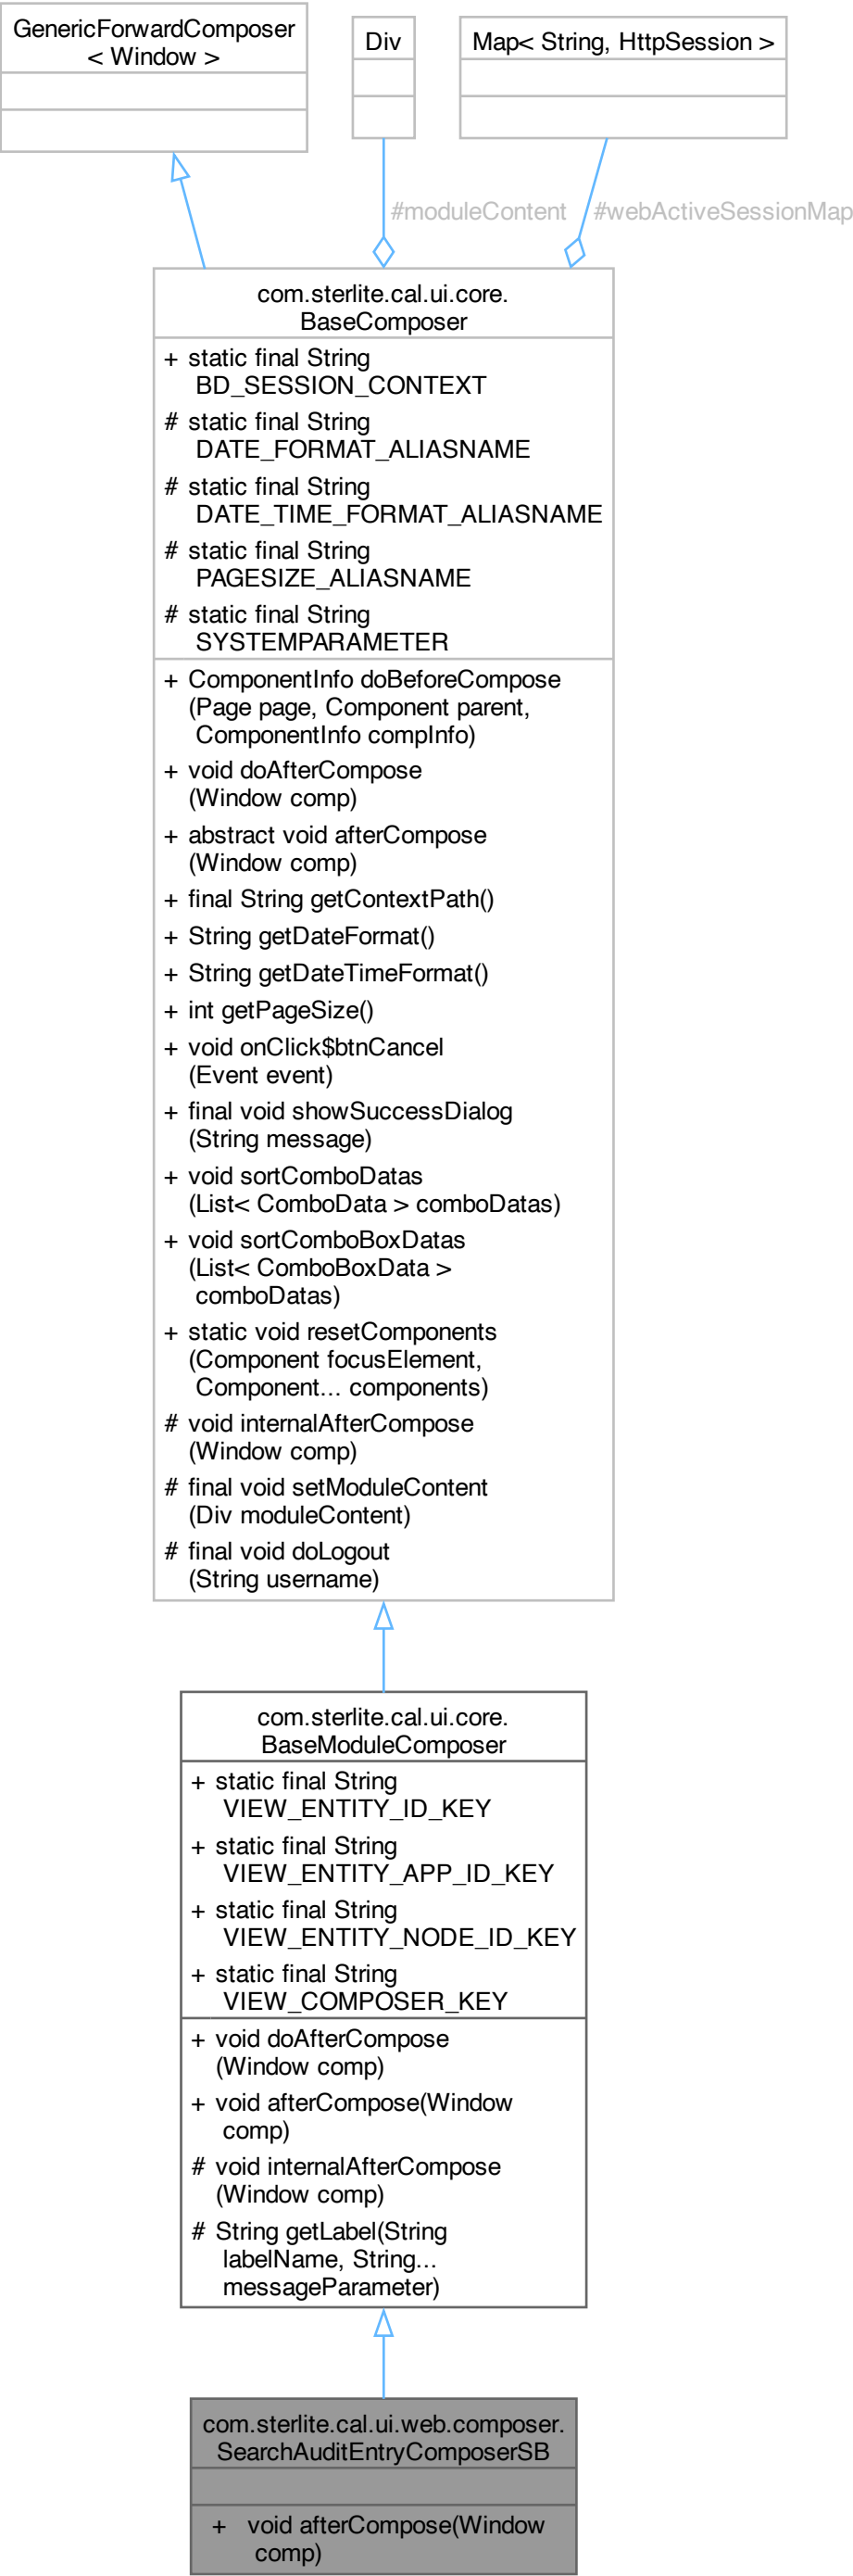 GenericForwardComposer
< Window >
Div
Map< String, HttpSession >
#moduleContent
#webActiveSessionMap
com.sterlite.cal.ui.core.
BaseComposer
+ static final String
BD_SESSION_CONTEXT
# static final String
DATE_FORMAT_ALIASNAME
# static final String
DATE_TIME_FORMAT_ALIASNAME
# static final String
PAGESIZE_ALIASNAME
# static final String
SYSTEMPARAMETER
+ ComponentInfo doBeforeCompose
(Page page, Component parent,
ComponentInfo compInfo)
+ void doAfterCompose
(Window comp)
+ abstract void afterCompose
(Window comp)
+ final String getContextPath()
+ String getDateFormat()
+ String getDateTimeFormat()
+ int getPageSize()
+ void onClick$btnCancel
(Event event)
+ final void showSuccessDialog
(String message)
+ void sortComboDatas
(List< ComboData > comboDatas)
+ void sortComboBoxDatas
(List< ComboBoxData >
comboDatas)
+ static void resetComponents
(Component focusElement,
Component... components)
# void internalAfterCompose
(Window comp)
# final void setModuleContent
(Div moduleContent)
# final void doLogout
(String username)
com.sterlite.cal.ui.core.
BaseModuleComposer
+ static final String
VIEW_ENTITY_ID_KEY
+ static final String
VIEW_ENTITY_APP_ID_KEY
+ static final String
VIEW_ENTITY_NODE_ID_KEY
+ static final String
VIEW_COMPOSER_KEY
+ void doAfterCompose
(Window comp)
+ void afterCompose(Window
comp)
# void internalAfterCompose
(Window comp)
# String getLabel(String
labelName, String...
messageParameter)
com.sterlite.cal.ui.web.composer.
SearchAuditEntryComposerSB
+ void afterCompose(Window
comp)